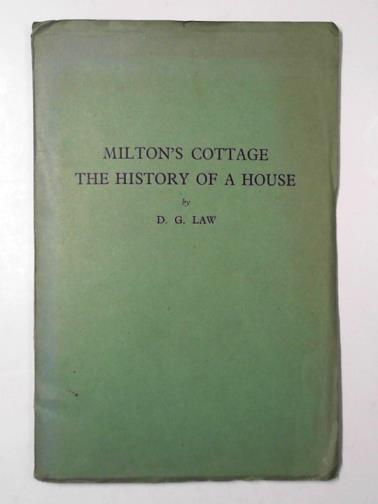 MILTON'S COTTAGE
THE HISTORY OF A HOUSE
by
D. G. LAW